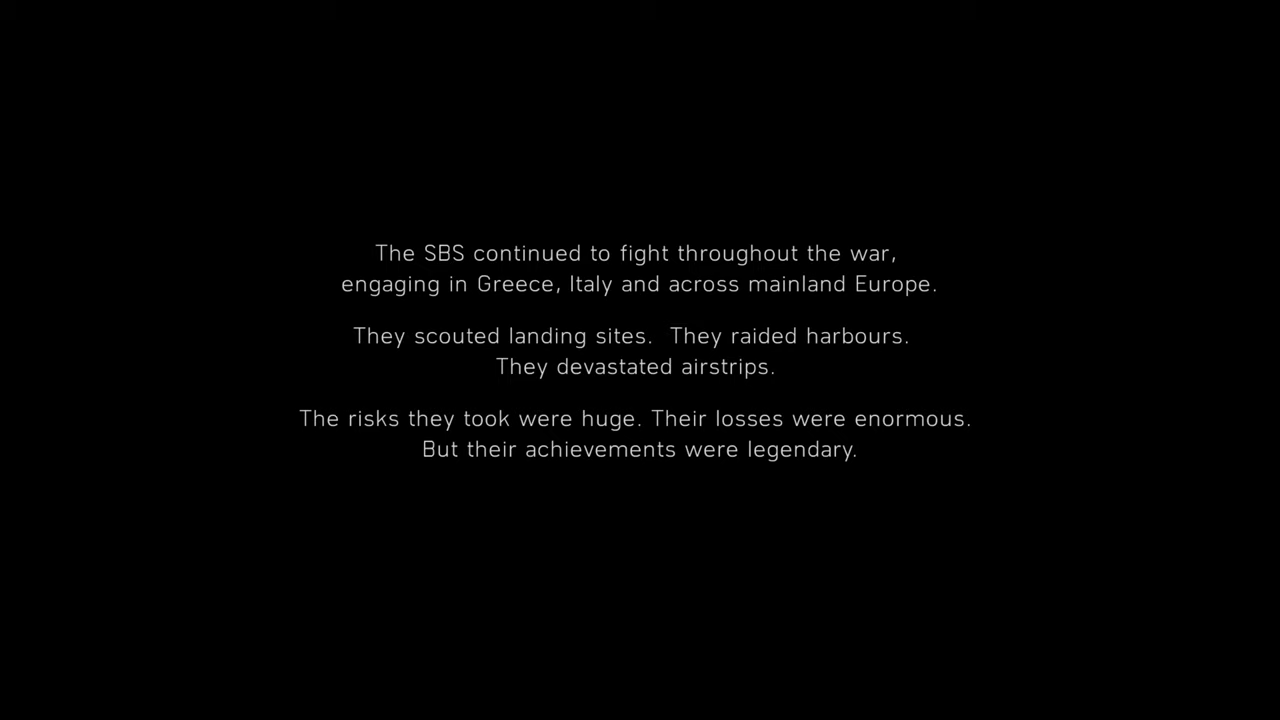 The SBS continued to fight throughout the war,
engaging in Greece, Italy and across mainland Europe.
They scouted landing sites.  They raided harbours.
They devastated airstrips.
The risks they took were huge. Their losses were enormous.
But their achievements were legendary.